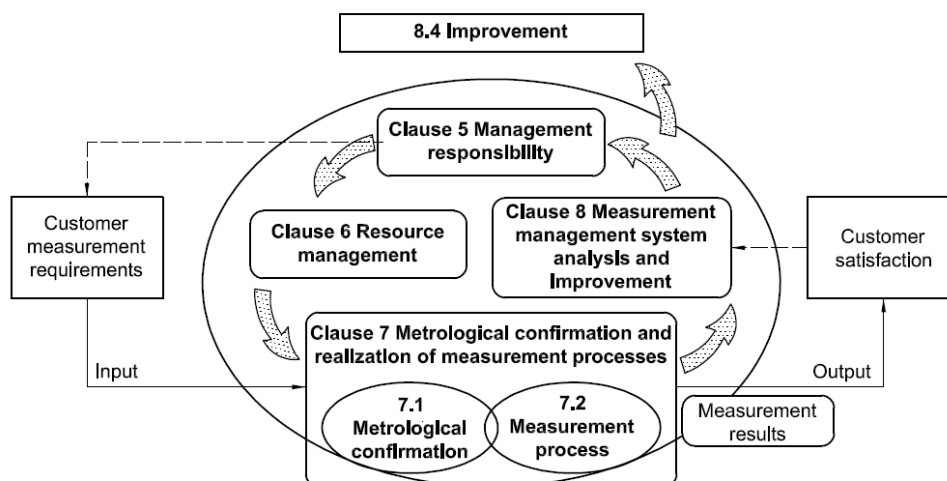 8.4 Improvement
Clause 5 Management
responsibility
Customer
measurement
requirements
Clause 6 Resource
management
Clause 8 Measurement
management system
analysis and
Improvement
Customer
satisfaction
Clause 7 Metrological confirmation and
realization of measurement processes
Input
Output
7.1
Metrological
confirmation
7.2
Measurement
process
Measurement
results